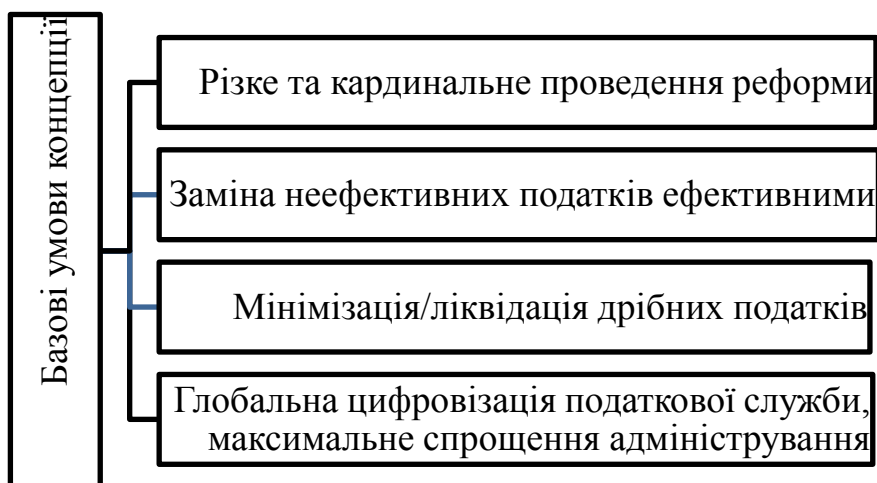 Базові умови концепції
Різке та кардинальне проведення реформи
Заміна неефективних податків ефективними
Мінімізація/ліквідація дрібних податків
Глобальна цифровізація податкової служби,
максимальне спрощення адміністрування